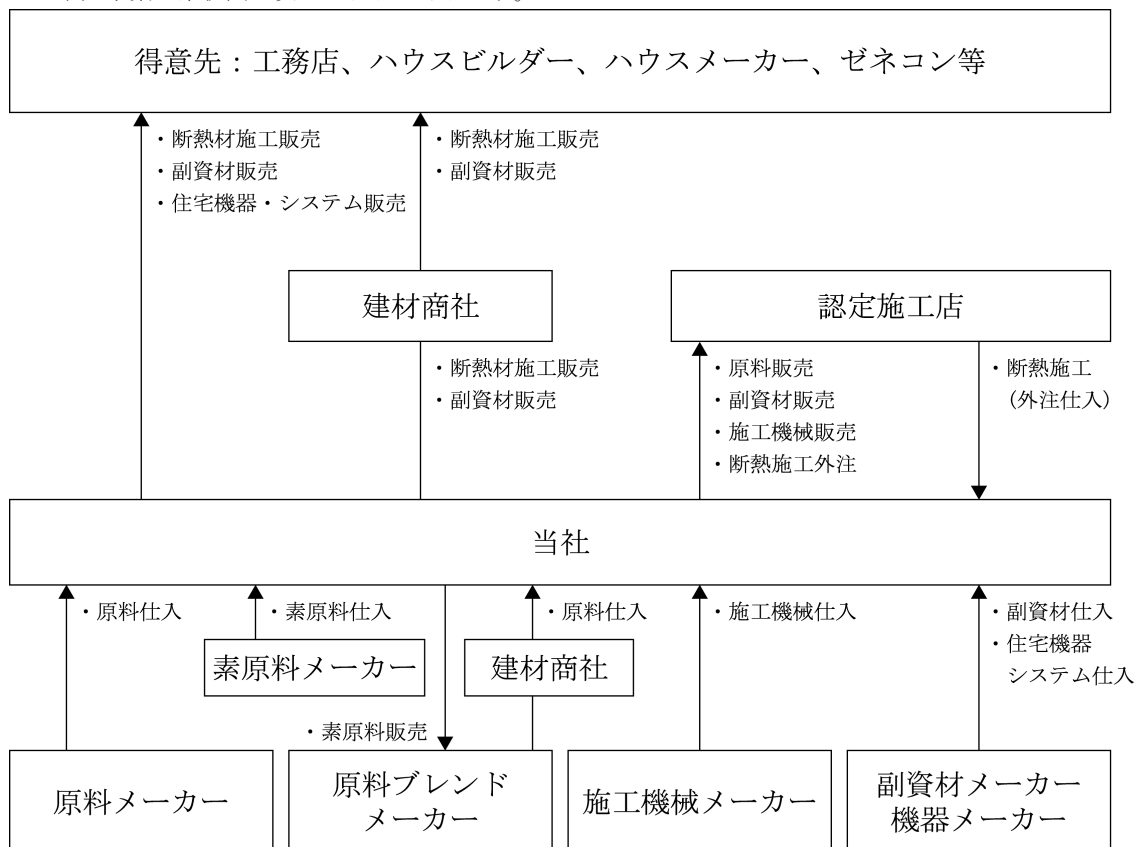 得意先：工務店、ハウスビルダー、ハウスメーカー、ゼネコン等
・断熱材施工販売
・副資材販売
・住宅機器・システム販売
・断熱材施工販売
・副資材販売
建材商社
認定施工店
・断熱材施工販売
・副資材販売
・原料販売
・副資材販売
・施工機械販売
・断熱施工外注
・断熱施工
（外注仕入）
当社
・原料仕入
・素原料仕入
・原料仕入
・施工機械仕入
・副資材仕入
・住宅機器
システム仕入
素原料メーカー
建材商社
・素原料販売
原料メーカー
原料ブレンド
メーカー
施工機械メーカー
副資材メーカー
機器メーカー